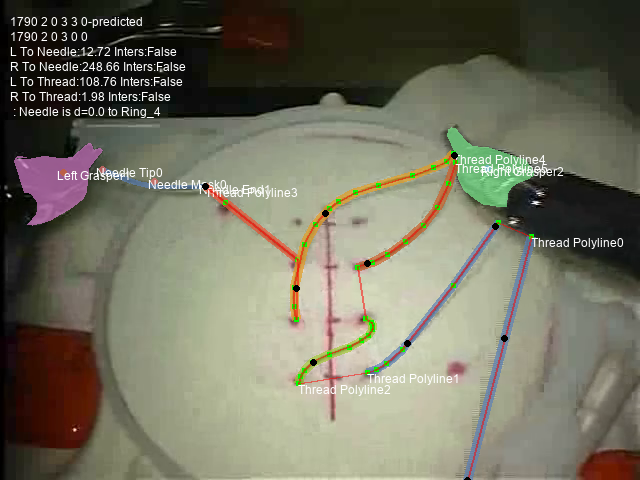 1790 2 0 3 3 0-predicted
1790 2 0 3 0 0
L To Needle:12.72 Inters:False
R To Needle:248.66 Inters:False
L To Thread:108.76 Inters:False
R To Thread:1.98 Inters:False
: Needle is d=0.0 to Ring_4
Thread Polyline4
Right Grasper2
Left Grasper
Needle Tip0
Needle Mask0
Thread Polyline3
Thread Polyline0
Thread Polyline1
Thread Polyline2